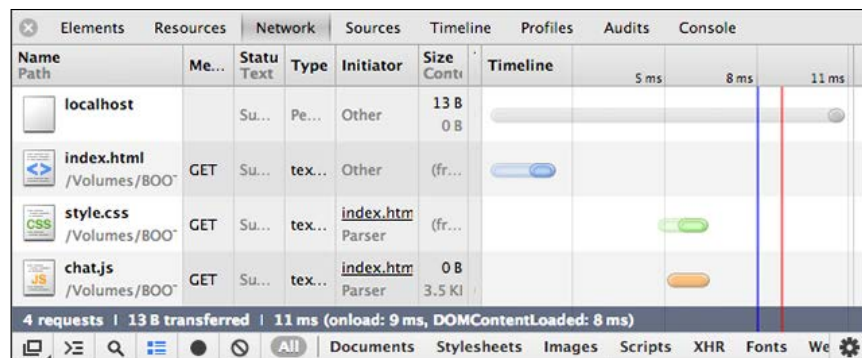 Elements Resources Network Sources Timeline Profiles Audits Console
Name Path Me... Statu Text Type Initiator Size Conte Timeline 5 ms 8 ms 11 ms
localhost Su... Pe... Other 13 B 0 B
index.html /Volumes/BOO GET Su... tex... Other (fr...
style.css /Volumes/BOO GET Su... tex... index.htm Parser (fr...
chat.js /Volumes/BOO GET Su... tex... index.htm Parser 0 B 3.5 KI
4 requests | 13 B transferred | 11 ms (onload: 9 ms, DOMContentLoaded: 8 ms)
All Documents Stylesheets Images Scripts XHR Fonts We